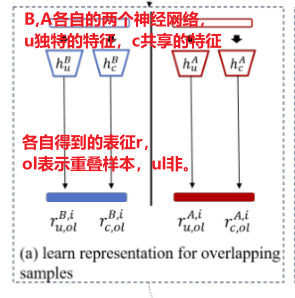 B,A各自的两个神经网络，
u独特的特征，c共享的特征
h_u^B h_c^B h_u^A h_c^A
各自得到的表征r，
ol表示重叠样本，ul非。
r_{u,ol}^{B,i} r_{c,ol}^{B,i} r_{u,ol}^{A,i} r_{c,ol}^{A,i}
(a) learn representation for overlapping
samples